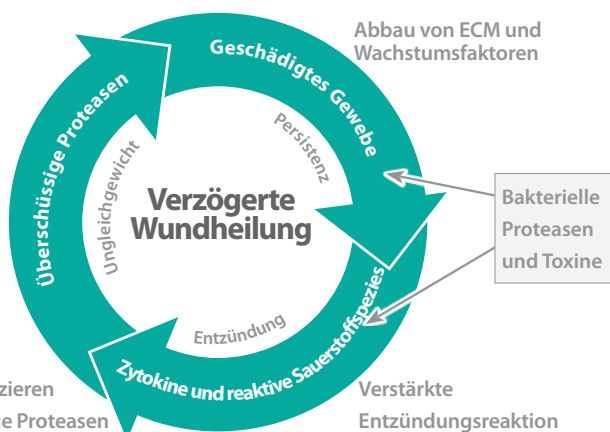 Abbau von ECM und
Wachstumsfaktoren
Geschädigtes Gewebe
Überschüssige Proteasen
Persistenz
Ungleichgewicht
Verzögerte
Wundheilung
Bakterielle
Proteasen
und Toxine
Entzündung
Zytokine und reaktive Sauerstoffspezies
Verstärkte
Entzündungsreaktion
Proteasen